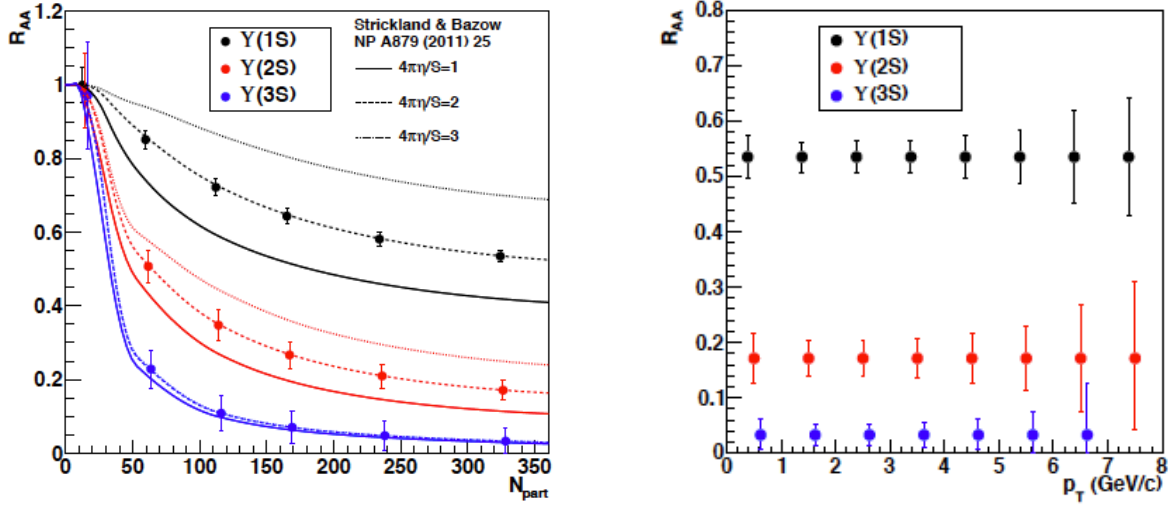 R_AA
1.2
1
0.8
0.6
0.4
0.2
0
0 50 100 150 200 250 300 350
N_part
ϒ(1S)
ϒ(2S)
ϒ(3S)
Strickland & Bazow
NP A879 (2011) 25
4πη/S=1
4πη/S=2
4πη/S=3
R_AA
0.8
0.7
0.6
0.5
0.4
0.3
0.2
0.1
0
0 1 2 3 4 5 6 7 8
p_T (GeV/c)
ϒ(1S)
ϒ(2S)
ϒ(3S)